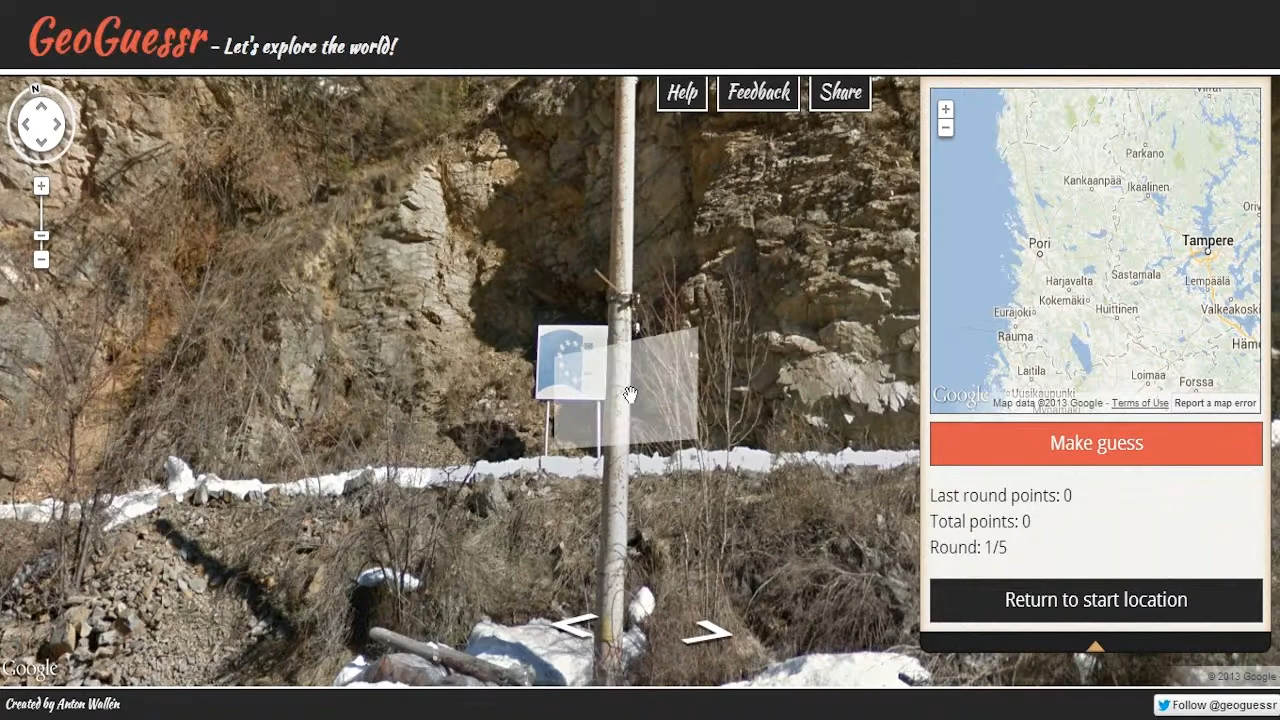 GeoGuessr - Let's explore the world!
N
Help
Feedback
Share
Parkano
Kankaanpää
Ikaalinen
Pori
Tampere
Harjavalta
Sastamala
Lempäälä
Kokemäki
Huittinen
Eurajoki
Valkeakoski
Rauma
Laitila
Loimaa
Forssa
Uusikaupunki
Google
Map data ©2013 Google - Terms of Use
Report a map error
Make guess
Last round points: 0
Total points: 0
Round: 1/5
Return to start location
Google
© 2013 Google
Created by Anton Wallén
Follow @geoguessr